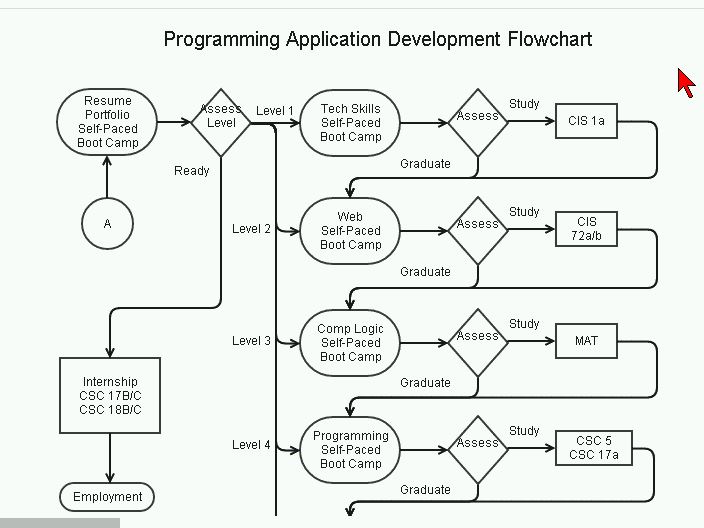 Programming Application Development Flowchart
Resume
Portfolio
Self-Paced
Boot Camp
Assess
Level
Level 1
Tech Skills
Self-Paced
Boot Camp
Assess
Study
CIS 1a
Ready
Graduate
A
Level 2
Web
Self-Paced
Boot Camp
Assess
Study
CIS
72a/b
Graduate
Level 3
Comp Logic
Self-Paced
Boot Camp
Assess
Study
MAT
Graduate
Internship
CSC 17B/C
CSC 18B/C
Level 4
Programming
Self-Paced
Boot Camp
Assess
Study
CSC 5
CSC 17a
Graduate
Employment